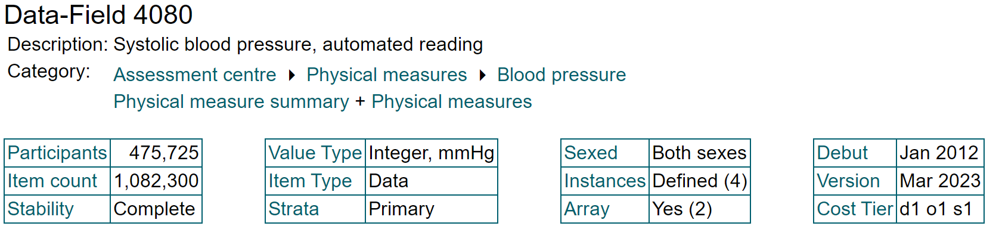 Data-Field 4080
Description: Systolic blood pressure, automated reading
Category: Assessment centre ▶ Physical measures ▶ Blood pressure
Physical measure summary + Physical measures
Participants 475,725 Value Type Integer, mmHg Sexed Both sexes Debut Jan 2012
Item count 1,082,300 Item Type Data Instances Defined (4) Version Mar 2023
Stability Complete Strata Primary Array Yes (2) Cost Tier d1 o1 s1